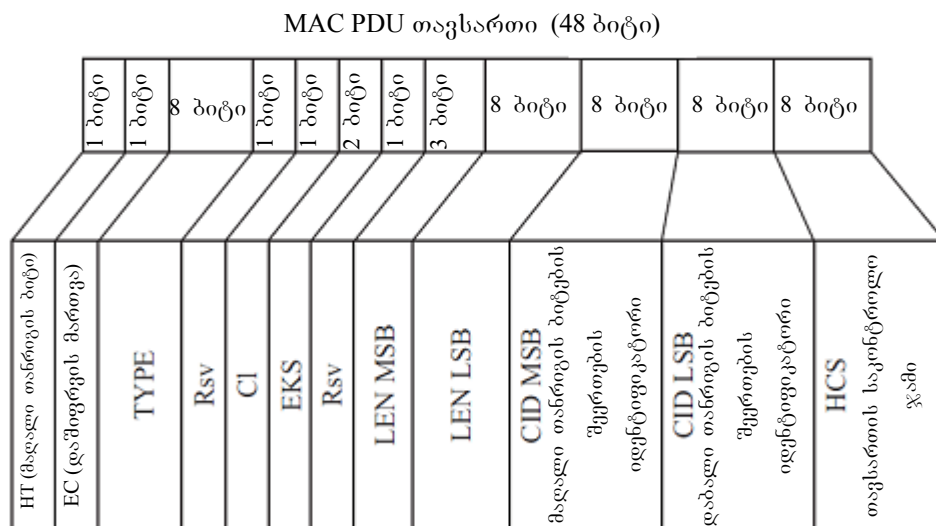 MAC PDU თავსართი (48 ბიტი)
1 ბიტი
1 ბიტი
8 ბიტი
1 ბიტი
1 ბიტი
2 ბიტი
1 ბიტი
3 ბიტი
8 ბიტი
8 ბიტი
8 ბიტი
8 ბიტი
HT (მაღალი თანრიგის ბიტი)
EC (დაშიფვრის მართვა)
TYPE
Rsv
Cl
EKS
Rsv
LEN MSB
LEN LSB
CID MSB
მაღალი თანრიგის ბიტების
შეერთების
იდენტიფიკატორი
CID LSB
დაბალი თანრიგის ბიტების
შეერთების
იდენტიფიკატორი
HCS
თავსართის საკონტროლო
ჯამი